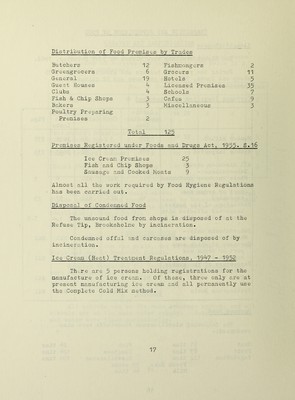 Distribution of Food Premises by Trades
Butchers 12 Fishmongers 2
Greengrocers 6 Grocers 11
General 19 Hotels 5
Guest Houses 4 Licensed Premises 35
Clubs 4 Schools 7
Fish & Chip Shops 3 Cafes 9
Bakers 3 Miscellaneous 3
Poultry Preparing
Premises 2
Total 125
Premises Registered under Foods and Drugs Act, 1955. S.16
Ice Cream Premises 25
Fish and Chip Shops 3
Sausage and Cooked Meats 9
Almost all the work required by Food Hygiene Regulations
has been carried out.
Disposal of Condemned Food
The unsound food from shops is disposed of at the
Refuse Tip, Brookholes by incineration.
Condemned offal and carcases are disposed of by
incineration.
Ice Cream (Heat) Treatment Regulations, 1947 - 1952
There are 5 persons holding registrations for the
manufacture of ice cream. Of these, three only are at
present manufacturing ice cream and all permanently use
the Complete Cold Mix method.
17